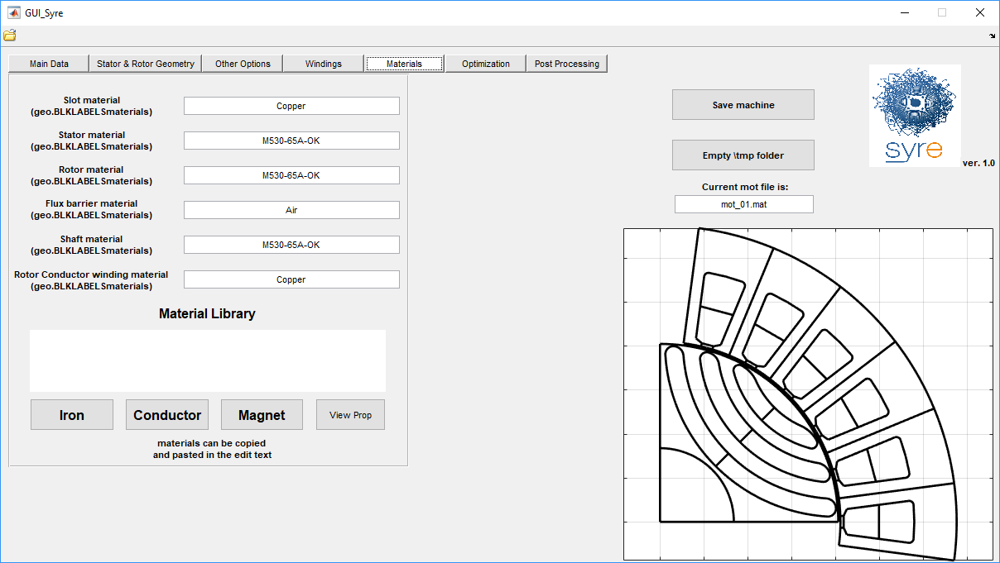 GUI_Syre
Main Data
Stator & Rotor Geometry
Other Options
Windings
Materials
Optimization
Post Processing
Slot material
(geo.BLKLABELSmaterials)
Copper
Stator material
(geo.BLKLABELSmaterials)
M530-65A-OK
Rotor material
(geo.BLKLABELSmaterials)
M530-65A-OK
Flux barrier material
(geo.BLKLABELSmaterials)
Air
Shaft material
(geo.BLKLABELSmaterials)
M530-65A-OK
Rotor Conductor winding material
(geo.BLKLABELSmaterials)
Copper
Material Library
Iron
Conductor
Magnet
View Prop
materials can be copied
and pasted in the edit text
Save machine
Empty \tmp folder
Current mot file is:
mot_01.mat
syre
ver. 1.0